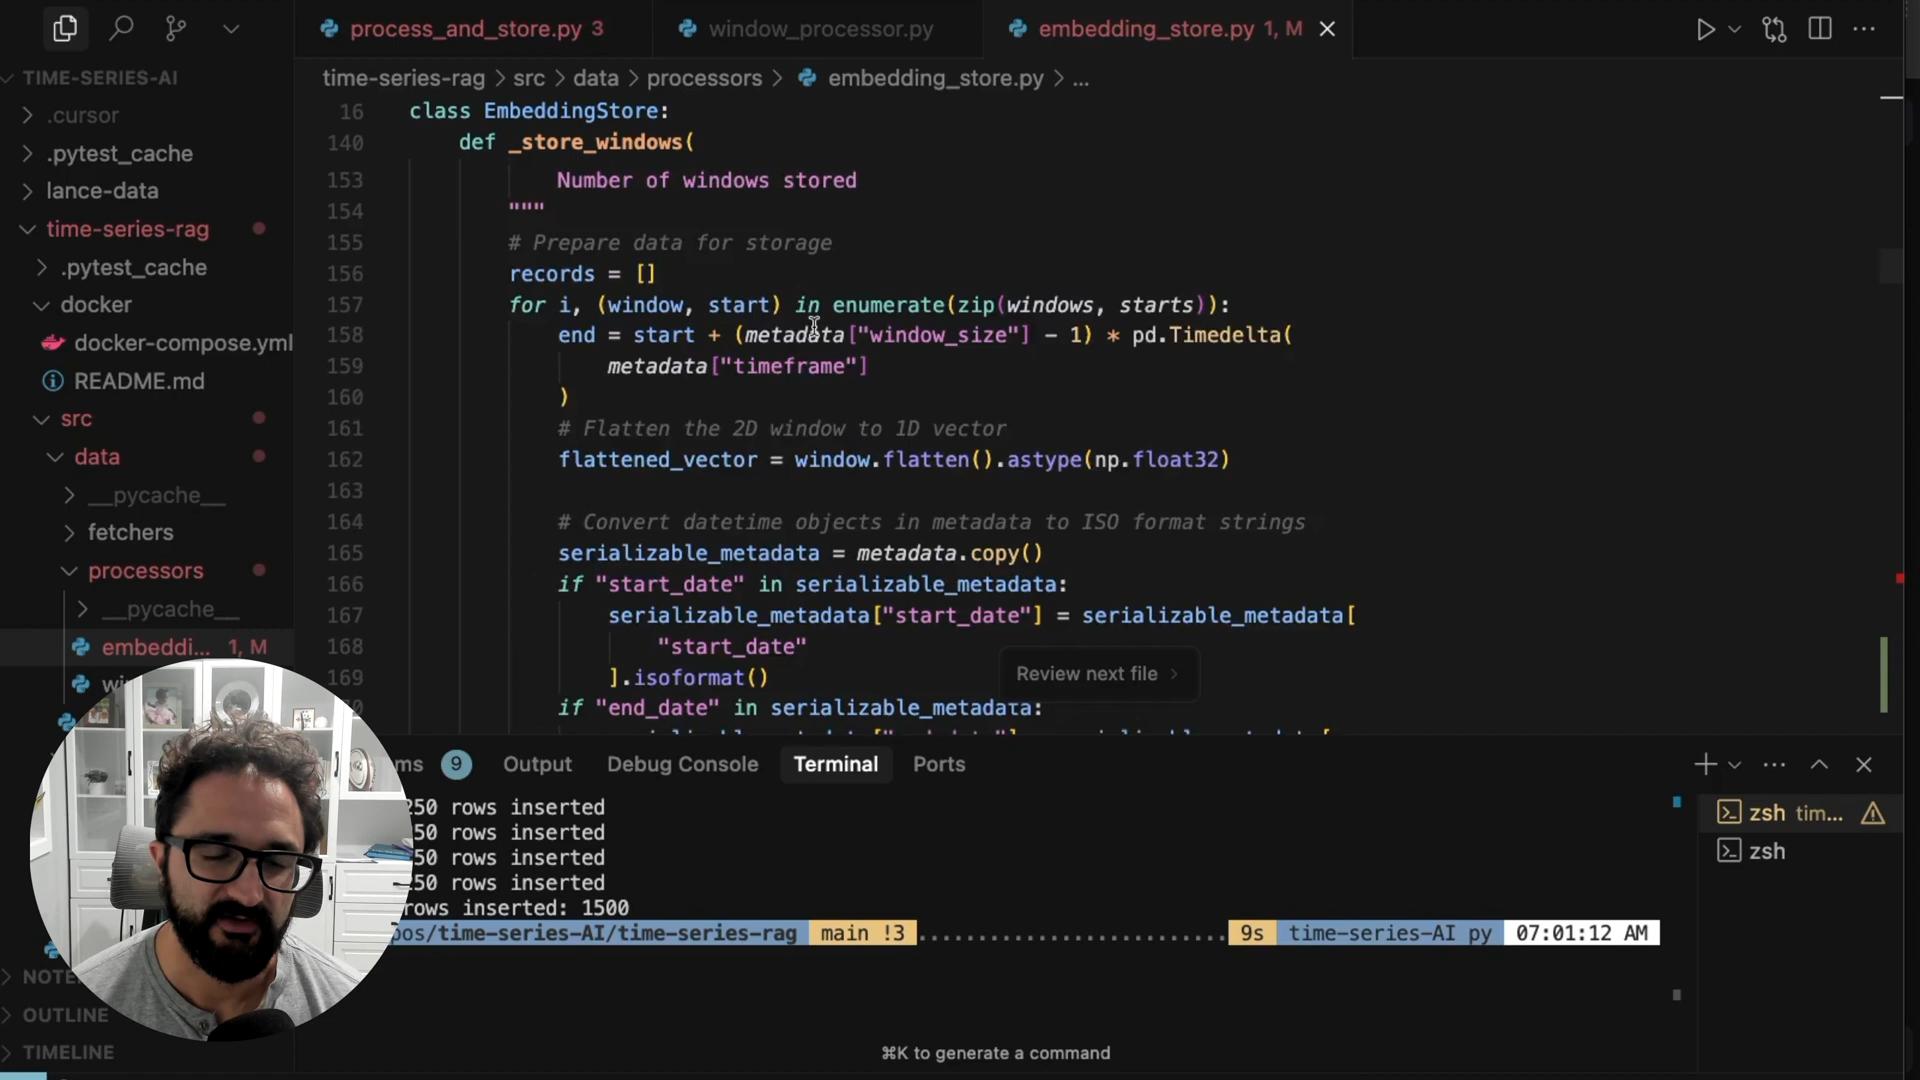 process_and_store.py 3
window_processor.py
embedding_store.py 1, M
TIME-SERIES-AI
.cursor
.pytest_cache
lance-data
time-series-rag
.pytest_cache
docker
docker-compose.yml
README.md
src
data
__pycache__
fetchers
processors
__pycache__
embeddi... 1, M
NOTE
OUTLINE
TIMELINE
time-series-rag > src > data > processors > embedding_store.py > ...
16 class EmbeddingStore:
140 def _store_windows(
153 Number of windows stored
154 """
155 # Prepare data for storage
156 records = []
157 for i, (window, start) in enumerate(zip(windows, starts)):
158 end = start + (metadata["window_size"] - 1) * pd.Timedelta(
159 metadata["timeframe"]
160 )
161 # Flatten the 2D window to 1D vector
162 flattened_vector = window.flatten().astype(np.float32)
163
164 # Convert datetime objects in metadata to ISO format strings
165 serializable_metadata = metadata.copy()
166 if "start_date" in serializable_metadata:
167 serializable_metadata["start_date"] = serializable_metadata[
168 "start_date"
169 ].isoformat()
if "end_date" in serializable_metadata:
Review next file
ms 9 Output Debug Console Terminal Ports
250 rows inserted
50 rows inserted
50 rows inserted
250 rows inserted
rows inserted: 1500
pos/time-series-AI/time-series-rag main !3 9s time-series-AI py 07:01:12 AM
zsh tim...
zsh
⌘K to generate a command